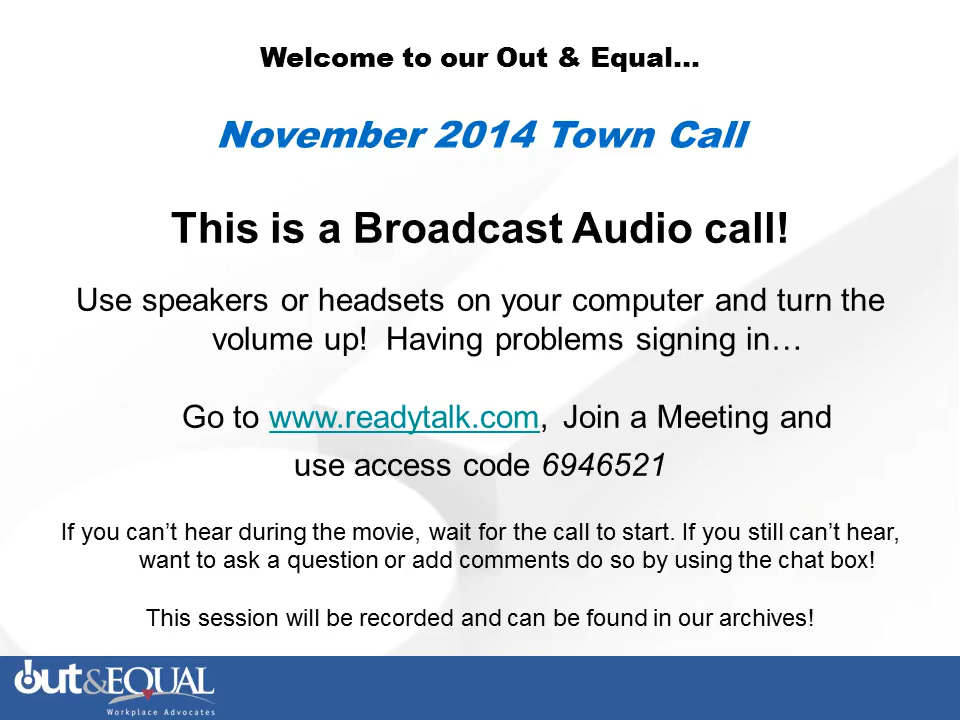 Welcome to our Out & Equal…
November 2014 Town Call
This is a Broadcast Audio call!
Use speakers or headsets on your computer and turn the
volume up!  Having problems signing in…
Go to www.readytalk.com, Join a Meeting and
use access code 6946521
If you can’t hear during the movie, wait for the call to start. If you still can’t hear,
want to ask a question or add comments do so by using the chat box!
This session will be recorded and can be found in our archives!
Out&EQUAL
Workplace Advocates